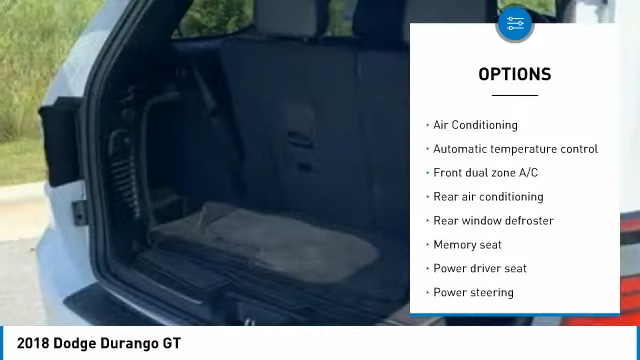 OPTIONS
Air Conditioning
Automatic temperature control
Front dual zone A/C
Rear air conditioning
Rear window defroster
Memory seat
Power driver seat
Power steering
2018 Dodge Durango GT